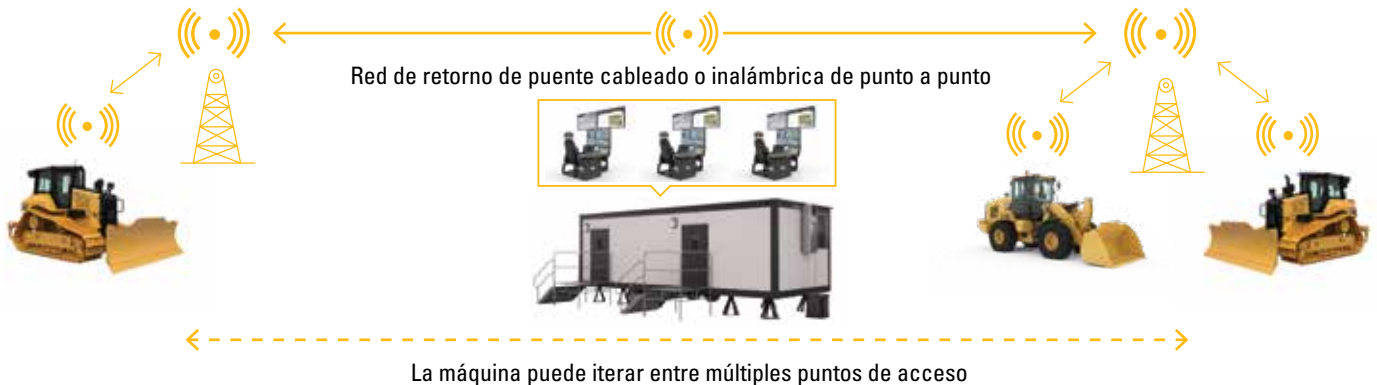 Red de retorno de puente cableado o inalámbrica de punto a punto
La máquina puede iterar entre múltiples puntos de acceso